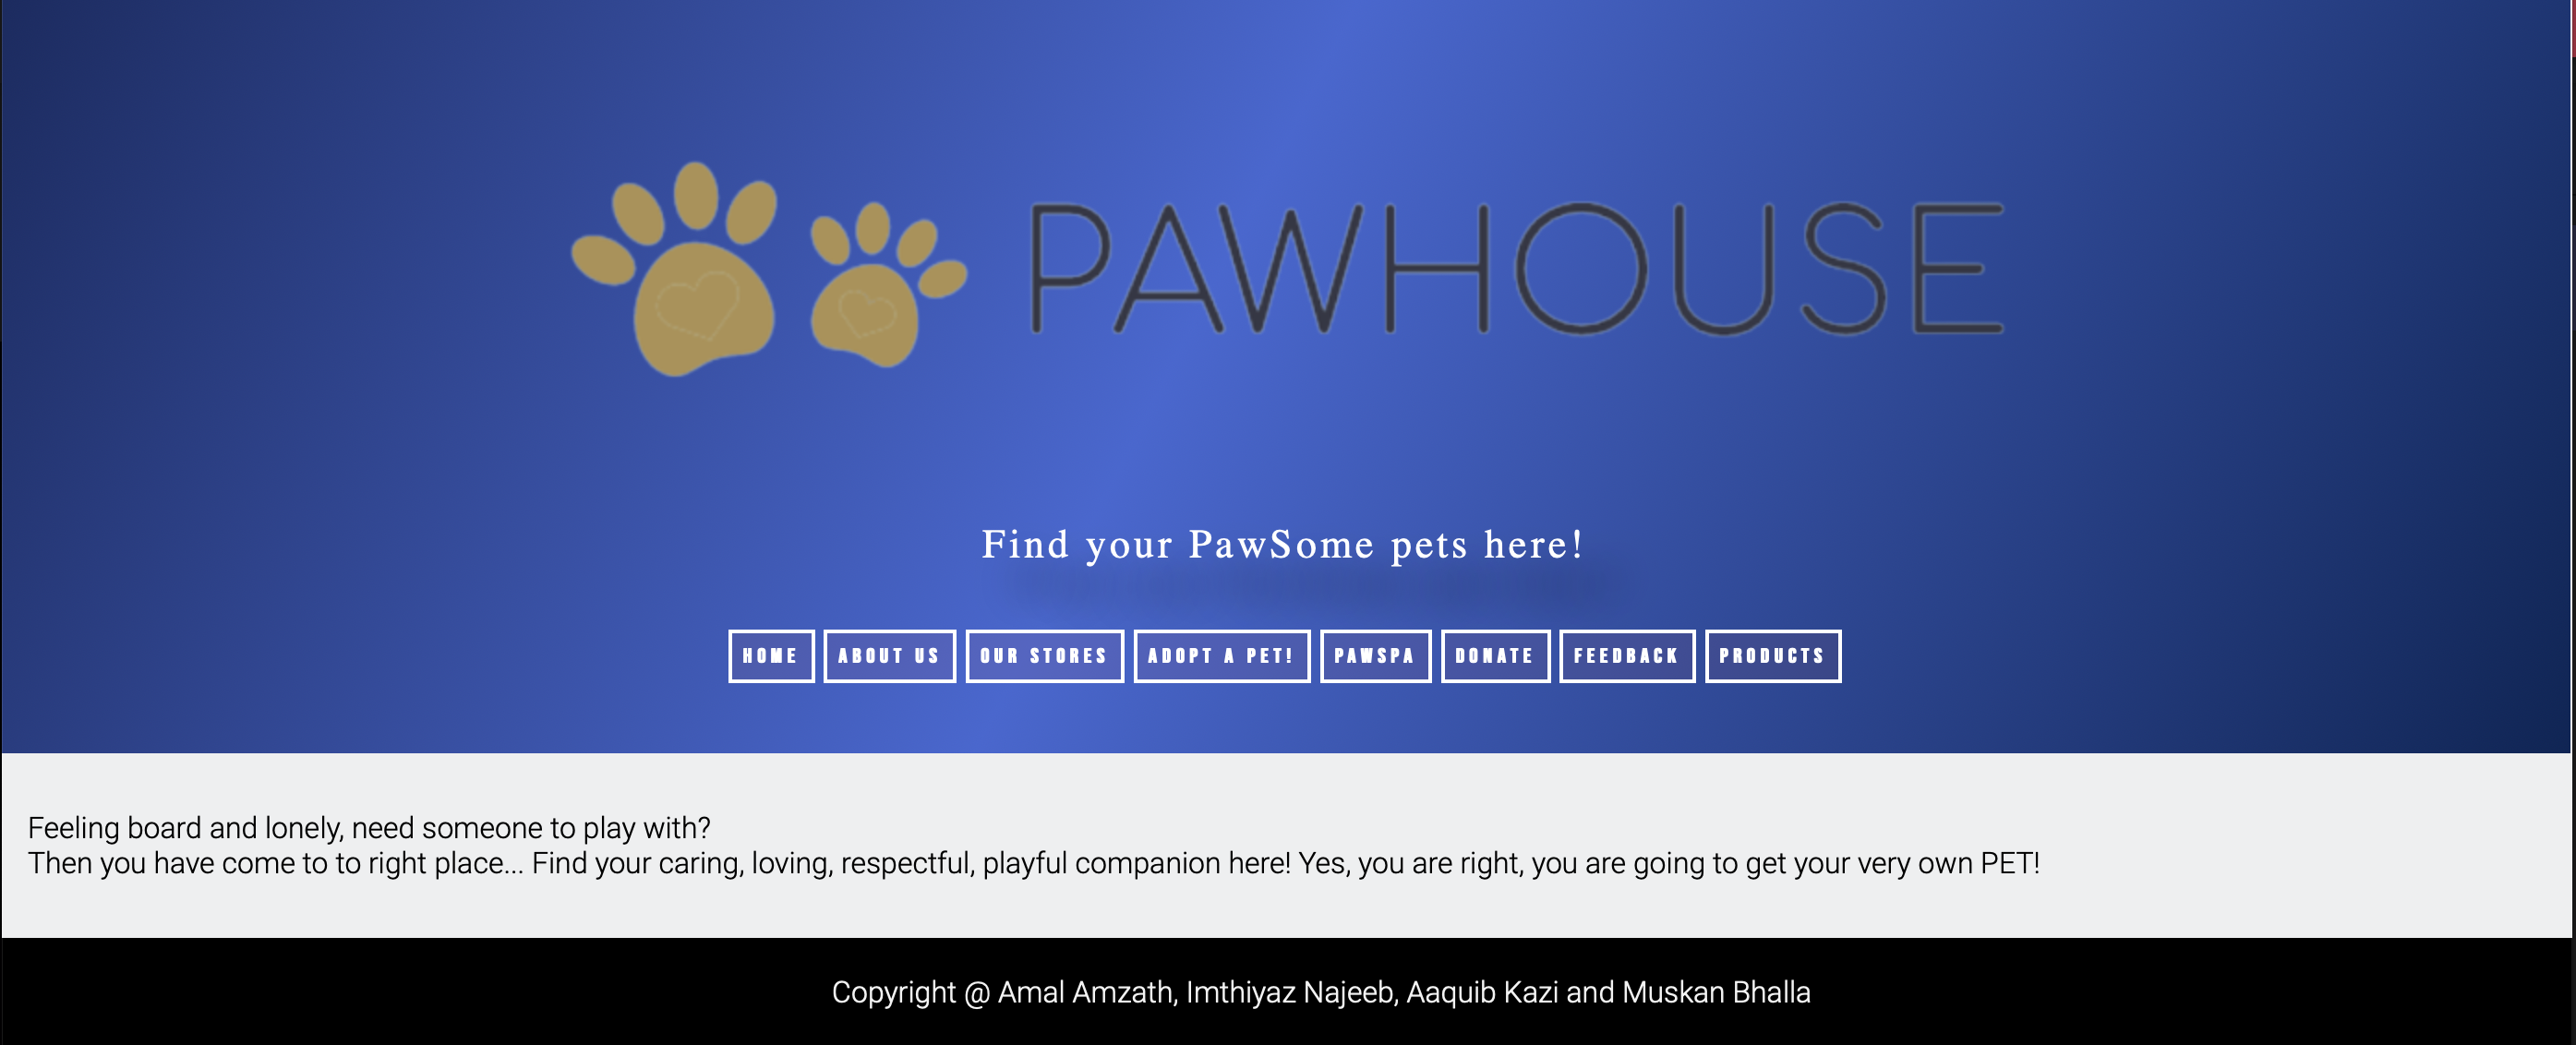 PAWHOUSE
Find your PawSome pets here!
HOME ABOUT US OUR STORES ADOPT A PET! PAWSPA DONATE FEEDBACK PRODUCTS
Feeling board and lonely, need someone to play with?
Then you have come to to right place... Find your caring, loving, respectful, playful companion here! Yes, you are right, you are going to get your very own PET!
Copyright @ Amal Amzath, Imthiyaz Najeeb, Aaquib Kazi and Muskan Bhalla